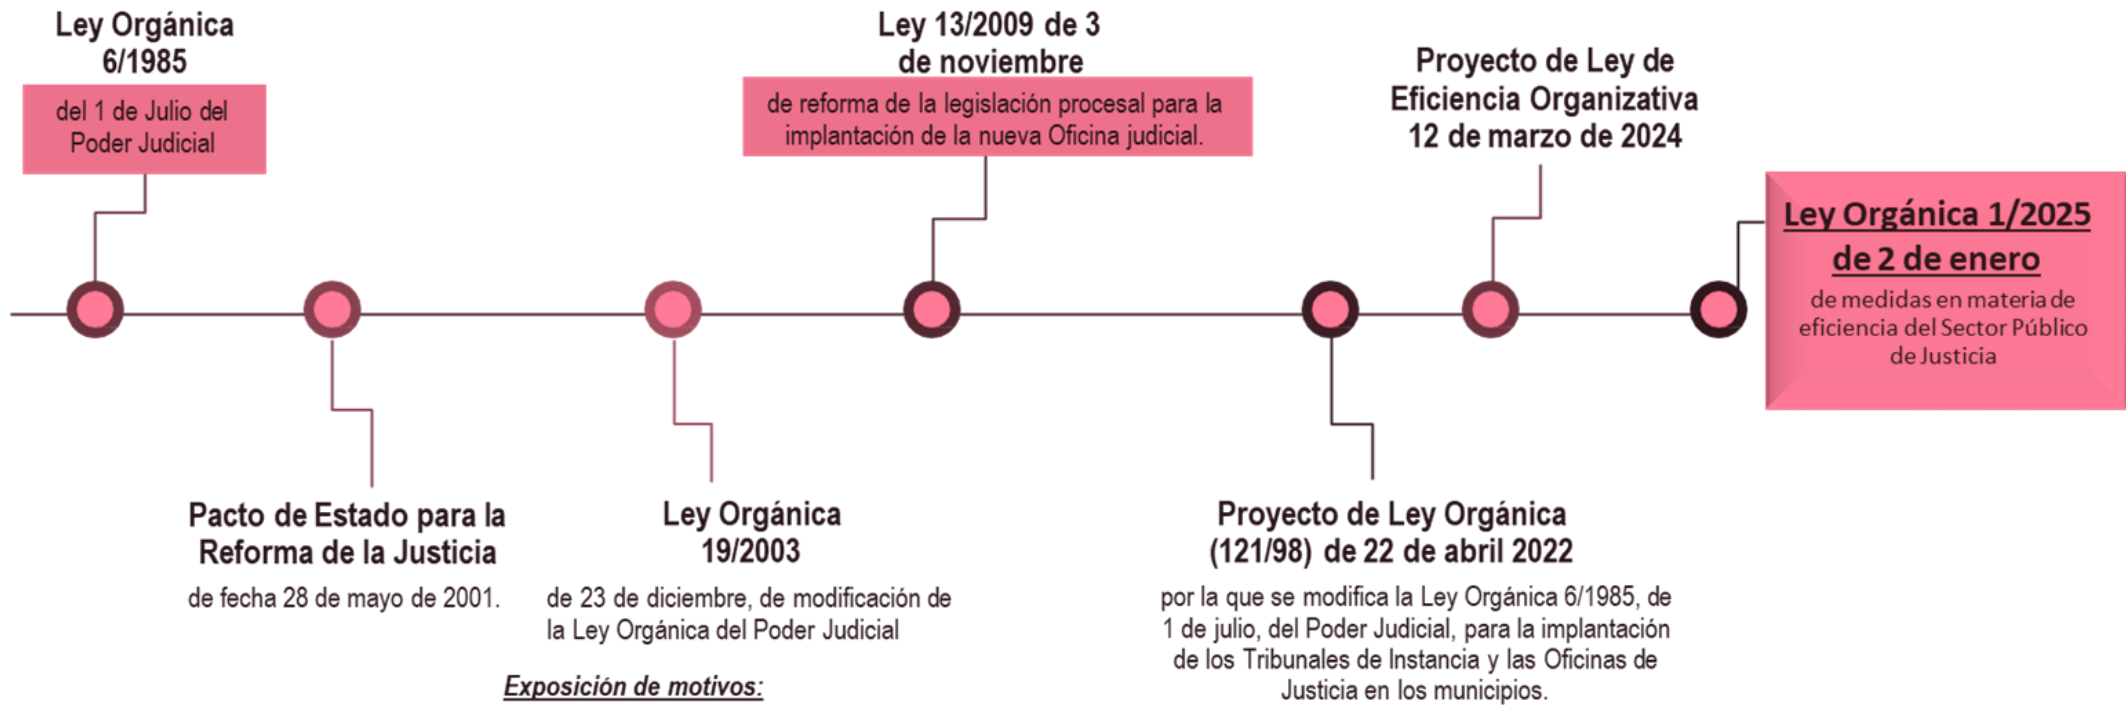 Ley Orgánica
6/1985
del 1 de Julio del
Poder Judicial
Pacto de Estado para la
Reforma de la Justicia
de fecha 28 de mayo de 2001.
Ley Orgánica
19/2003
de 23 de diciembre, de modificación de
la Ley Orgánica del Poder Judicial
Exposición de motivos:
Ley 13/2009 de 3
de noviembre
de reforma de la legislación procesal para la
implantación de la nueva Oficina judicial.
Proyecto de Ley Orgánica
(121/98) de 22 de abril 2022
por la que se modifica la Ley Orgánica 6/1985, de
1 de julio, del Poder Judicial, para la implantación
de los Tribunales de Instancia y las Oficinas de
Justicia en los municipios.
Proyecto de Ley de
Eficiencia Organizativa
12 de marzo de 2024
Ley Orgánica 1/2025
de 2 de enero
de medidas en materia de
eficiencia del Sector Público
de Justicia